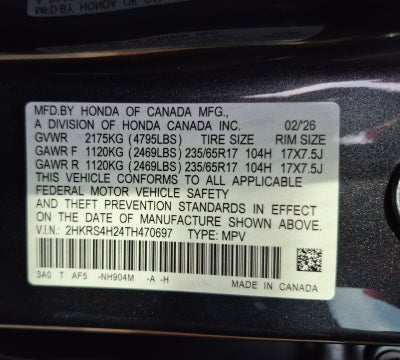 MFD.BY HONDA OF CANADA MFG.,
A DIVISION OF HONDA CANADA INC. 02/'26
GVWR 2175KG (4795LBS) TIRE SIZE RIM SIZE
GAWR F 1120KG (2469LBS) 235/65R17 104H 17X7.5J
GAWR R 1120KG (2469LBS) 235/65R17 104H 17X7.5J
THIS VEHICLE CONFORMS TO ALL APPLICABLE
FEDERAL MOTOR VEHICLE SAFETY
AND THEFT PREVENTION STANDARDS IN EFFECT
ON THE DATE OF MANUFACTURE SHOWN ABOVE.
V.I.N.: 2HKRS4H24TH470697 TYPE: MPV
3A0 T AF5 -NH904M -A -H
MADE IN CANADA